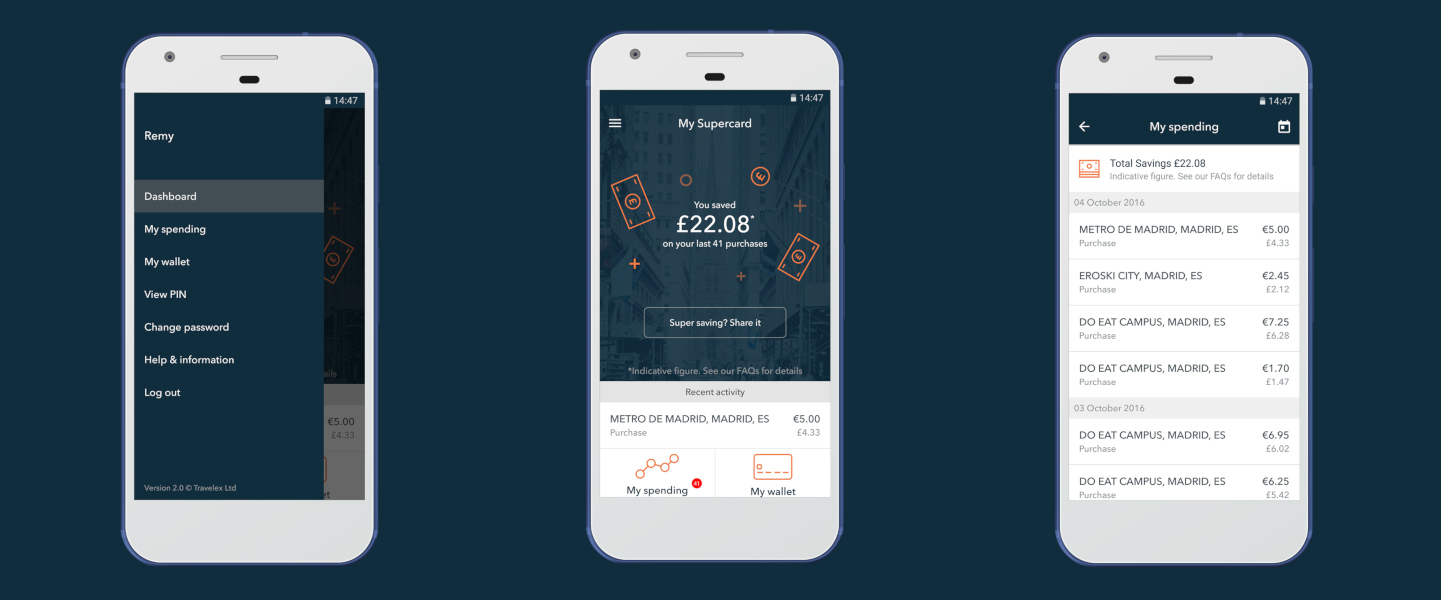 14:47
Remy
Dashboard
My spending
My wallet
View PIN
Change password
Help & information
Log out
€5.00
£4.33
Version 2.0 © Travelex Ltd
14:47
My Supercard
You saved
£22.08*
on your last 41 purchases
Super saving? Share it
*Indicative figure. See our FAQs for details
Recent activity
METRO DE MADRID, MADRID, ES €5.00
Purchase £4.33
My spending 41
My wallet
14:47
My spending
Total Savings £22.08
Indicative figure. See our FAQs for details
04 October 2016
METRO DE MADRID, MADRID, ES €5.00
Purchase £4.33
EROSKI CITY, MADRID, ES €2.45
Purchase £2.12
DO EAT CAMPUS, MADRID, ES €7.25
Purchase £6.28
DO EAT CAMPUS, MADRID, ES €1.70
Purchase £1.47
03 October 2016
DO EAT CAMPUS, MADRID, ES €6.95
Purchase £6.02
DO EAT CAMPUS, MADRID, ES €6.25
Purchase £5.42